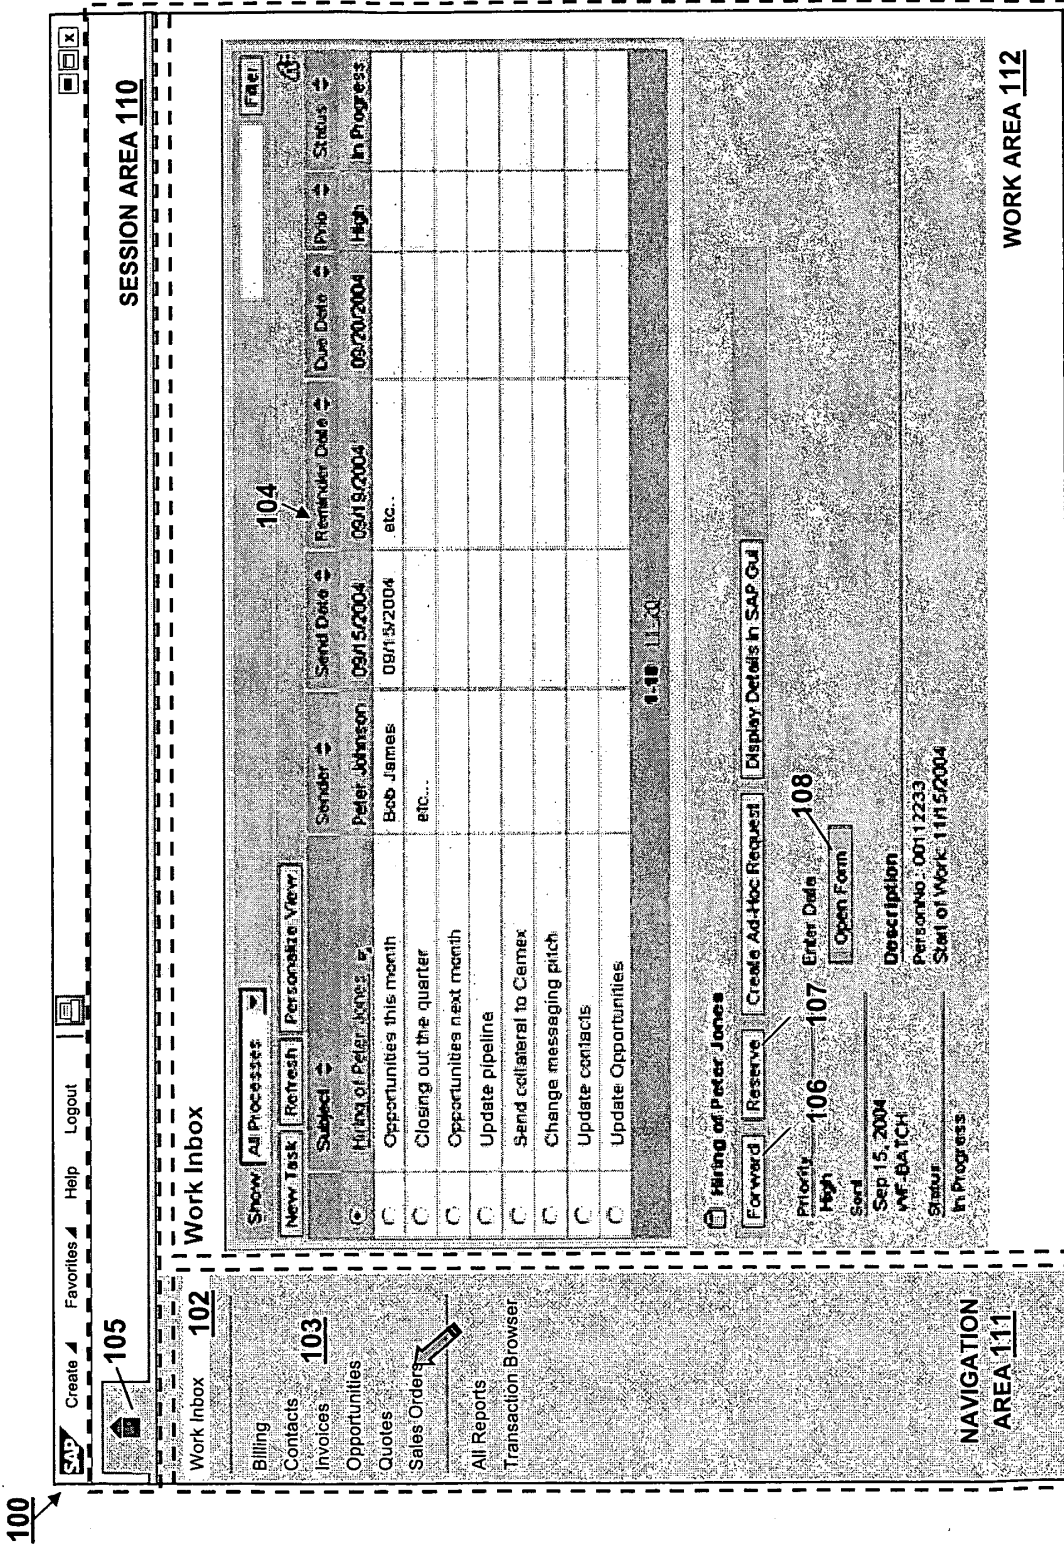 100
SAP Create Favorites Help Logout
105
SESSION AREA 110
Work Inbox 102
Billing
Contacts
Invoices 103
Opportunities
Quotes
Sales Orders
All Reports
Transaction Browser
NAVIGATION
AREA 111
Work Inbox
Show All Processes Filter
New Task Refresh Personalize View
104
Subject Sender Send Date Reminder Date Due Date Prio Status
Hiring of Peter Jones Peter Johnson 09/15/2004 09/19/2004 09/20/2004 High In Progress
Opportunities this month Bob James 09/15/2004 etc...
Closing out the quarter etc...
Opportunities next month
Update pipeline
Send collateral to Cemex
Change messaging pitch
Update contacts
Update Opportunities
1-10 11-20
Hiring of Peter Jones
Forward Reserve Create Ad-Hoc Request Display Details in SAP Gui
106 107 108
Priority Enter Data
High Open Form
Sent
Sep 15, 2004 Description
WF-BATCH PersonNo.: 00112233
Status Start of Work: 11/15/2004
In Progress
WORK AREA 112